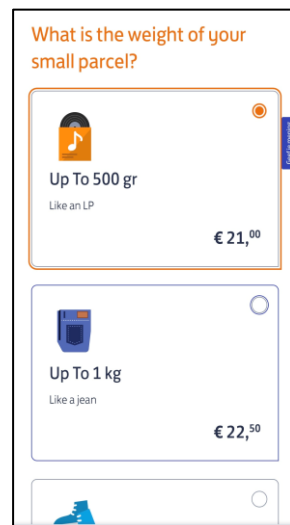 What is the weight of your
small parcel?
Up To 500 gr
Like an LP
€ 21,00
Up To 1 kg
Like a jean
€ 22,50